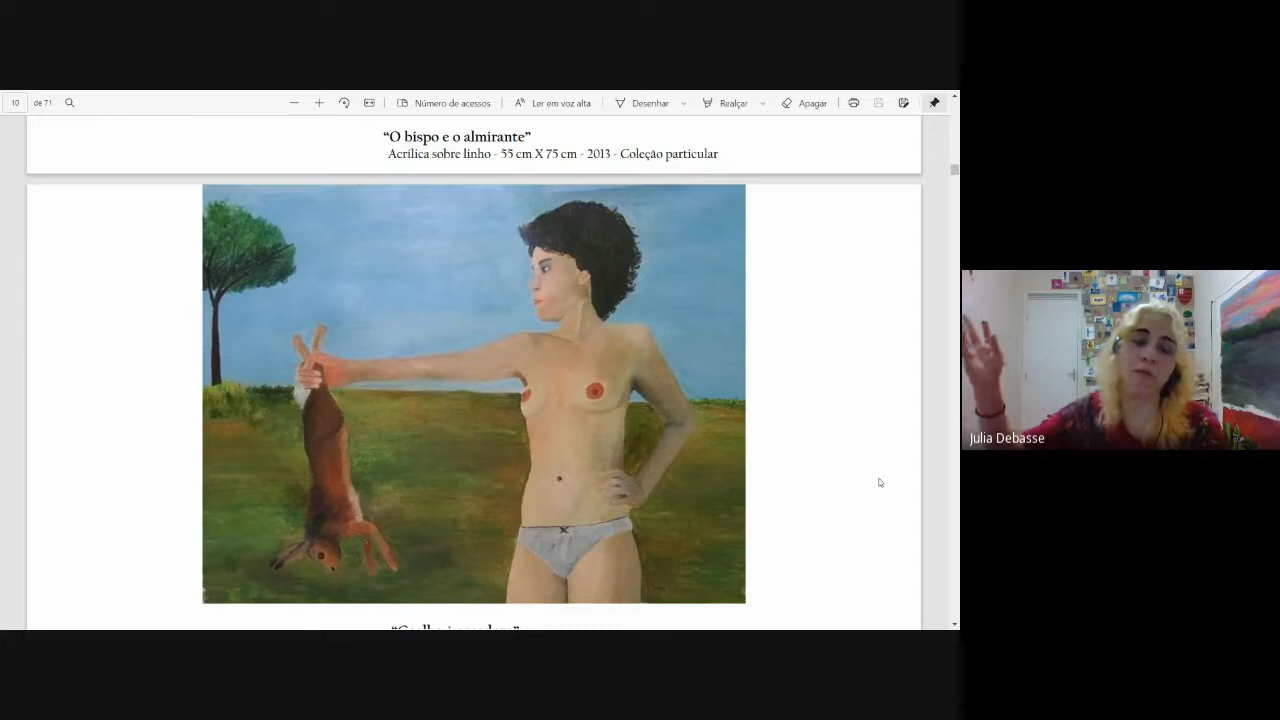 10 de 71
Número de acessos
Ler em voz alta
Desenhar
Realçar
Apagar
“O bispo e o almirante”
Acrílica sobre linho - 55 cm X 75 cm - 2013 - Coleção particular
Julia Debasse